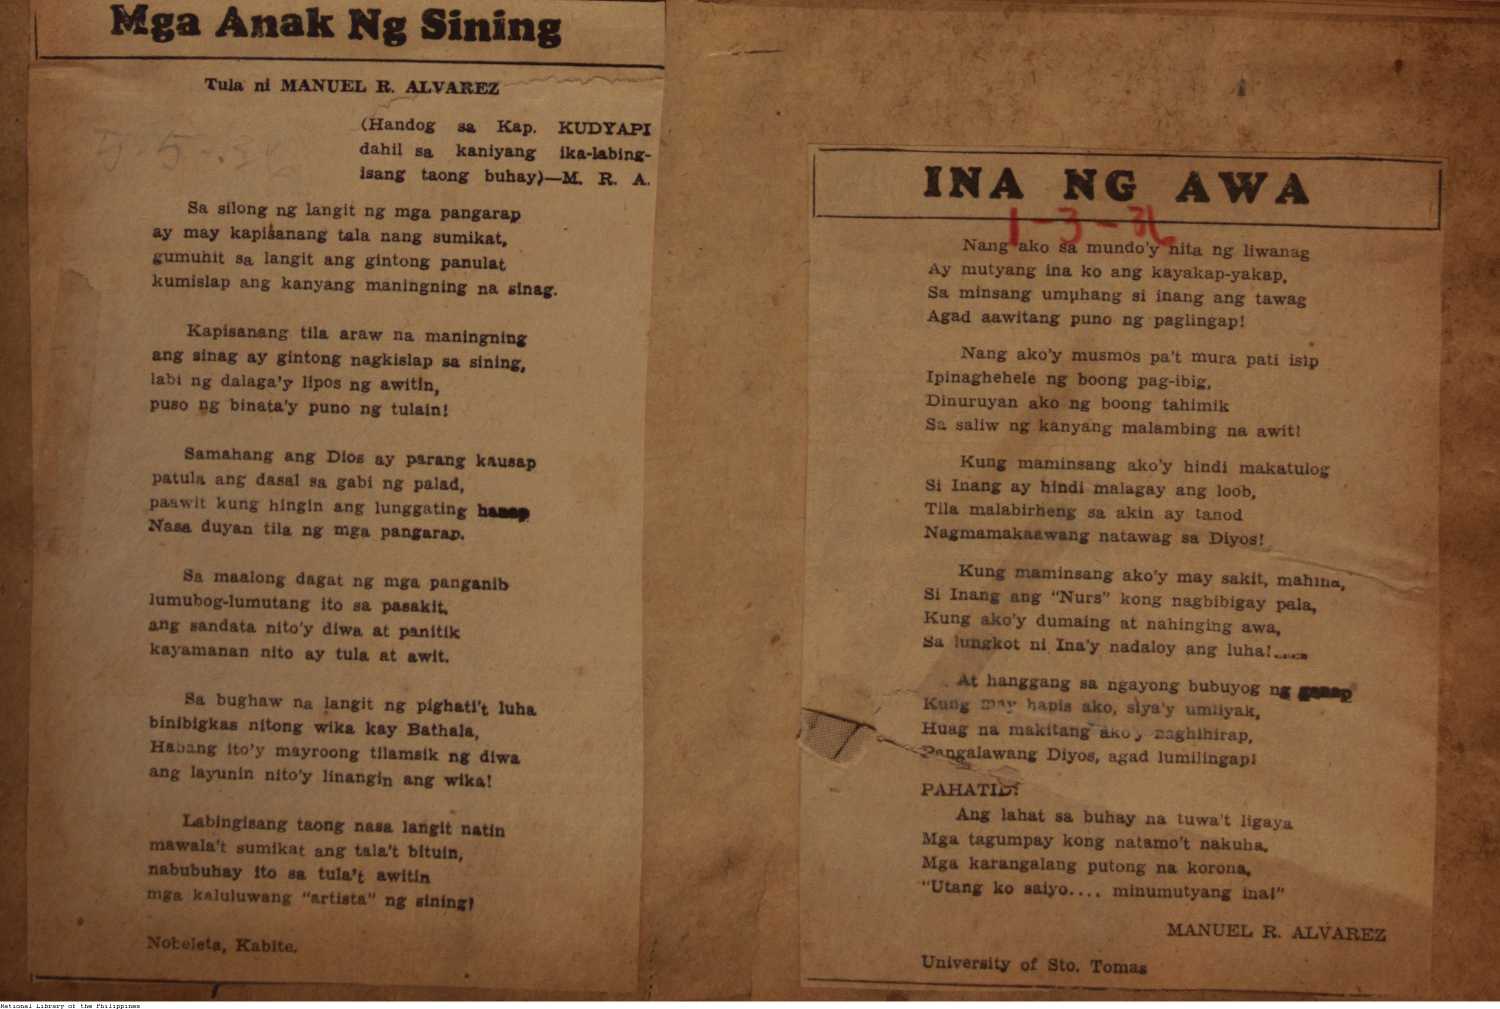 Mga Anak Ng Sining
Tula ni MANUEL R. ALVAREZ
(Handog sa Kap. KUDYAPI
dahil sa kaniyang ika-labing-
isang taong buhay)—M. R. A.
Sa silong ng langit ng mga pangarap
ay may kapisanang tala nang sumikat,
gumuhit sa langit ang gintong panulat
kumislap ang kanyang maningning na sinag.
Kapisanang tila araw na maningning
ang sinag ay gintong nagkislap sa sining,
labi ng dalaga'y lipos ng awitin,
puso ng binata'y puno ng tulain!
Samahang ang Dios ay parang kausap
patula ang dasal sa gabi ng palad,
paawit kung hingin ang lunggating hanap
Nasa duyan tila ng mga pangarap.
Sa maalong dagat ng mga panganib
lumubog-lumutang ito sa pasakit,
ang sandata nito'y diwa at panitik
kayamanan nito ay tula at awit.
Sa bughaw na langit ng pighati't luha
binibigkas nitong wika kay Bathala,
Habang ito'y mayroong tilamsik ng diwa
ang layunin nito'y linangin ang wika!
Labingisang taong nasa langit natin
mawala't sumikat ang tala't bituin,
nabubuhay ito sa tula't awitin
mga kaluluwang "artista" ng sining!
Nobeleta, Kabite.
INA NG AWA
1-3-36
Nang ako sa mundo'y nita ng liwanag
Ay mutyang ina ko ang kayakap-yakap,
Sa minsang umuhang si inang ang tawag
Agad aawitang puno ng paglingap!
Nang ako'y musmos pa't mura pati isip
Ipinaghehele ng boong pag-ibig,
Dinuruyan ako ng boong tahimik
Sa saliw ng kanyang malambing na awit!
Kung maminsang ako'y hindi makatulog
Si Inang ay hindi malagay ang loob,
Tila malabirheng sa akin ay tanod
Nagmamakaawang natawag sa Diyos!
Kung maminsang ako'y may sakit, mahina,
Si Inang ang "Nurs" kong nagbibigay pala,
Kung ako'y dumaing at nahinging awa,
Sa lungkot ni Ina'y nadaloy ang luha!.....
At hanggang sa ngayong bubuyog ng ganap
Kung may hapis ako, siya'y umiiyak,
Huag na makitang ako'y naghihirap,
Pangalawang Diyos, agad lumilingap!
PAHATID:
Ang lahat sa buhay na tuwa't ligaya
Mga tagumpay kong natamo't nakuha,
Mga karangalang putong na korona,
"Utang ko saiyo.... minumutyang ina!"
MANUEL R. ALVAREZ
University of Sto. Tomas
National Library of the Philippines